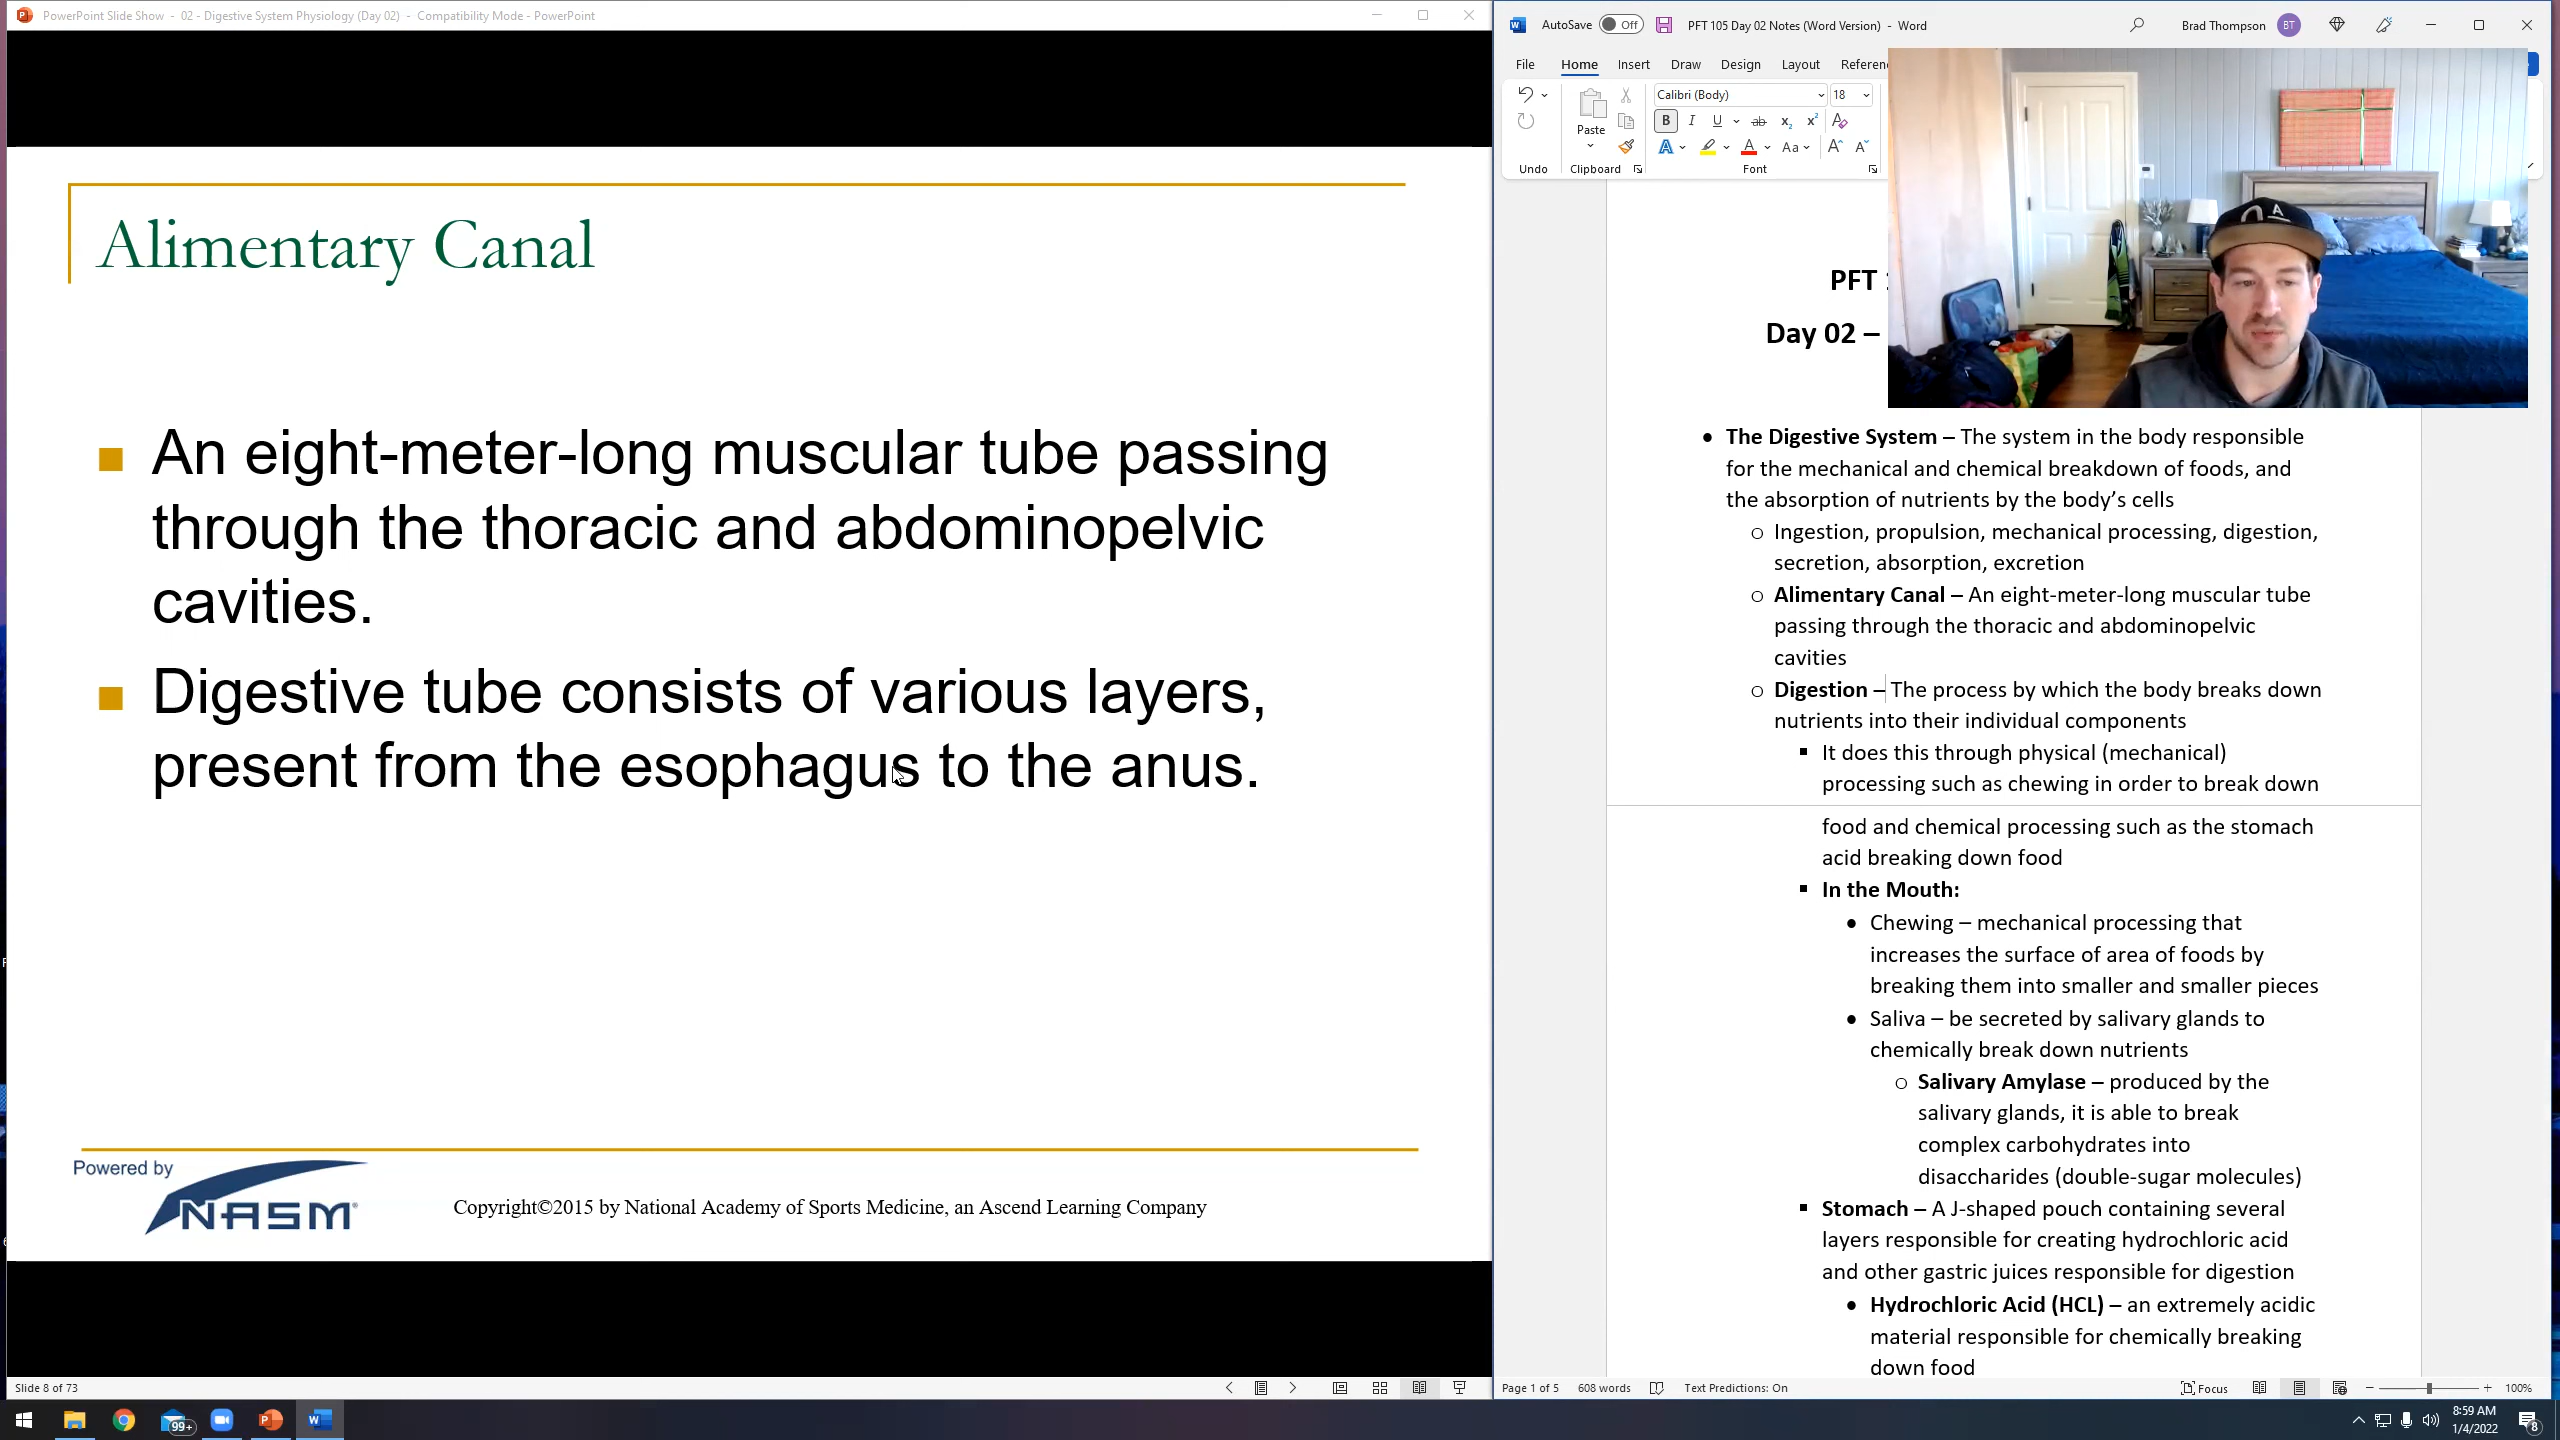 PowerPoint Slide Show - 02 - Digestive System Physiology (Day 02) - Compatibility Mode - PowerPoint
Alimentary Canal
An eight-meter-long muscular tube passing
through the thoracic and abdominopelvic
cavities.
Digestive tube consists of various layers,
present from the esophagus to the anus.
Powered by
NASM
Copyright©2015 by National Academy of Sports Medicine, an Ascend Learning Company
Slide 8 of 73
AutoSave Off PFT 105 Day 02 Notes (Word Version) - Word Brad Thompson BT
File Home Insert Draw Design Layout Referenc
Calibri (Body) 18
Paste
B I U ab x₂ x² A
A A Aa A A
Undo Clipboard Font
PFT
Day 02 –
• The Digestive System – The system in the body responsible
for the mechanical and chemical breakdown of foods, and
the absorption of nutrients by the body’s cells
o Ingestion, propulsion, mechanical processing, digestion,
secretion, absorption, excretion
o Alimentary Canal – An eight-meter-long muscular tube
passing through the thoracic and abdominopelvic
cavities
o Digestion – The process by which the body breaks down
nutrients into their individual components
▪ It does this through physical (mechanical)
processing such as chewing in order to break down
food and chemical processing such as the stomach
acid breaking down food
▪ In the Mouth:
• Chewing – mechanical processing that
increases the surface of area of foods by
breaking them into smaller and smaller pieces
• Saliva – be secreted by salivary glands to
chemically break down nutrients
o Salivary Amylase – produced by the
salivary glands, it is able to break
complex carbohydrates into
disaccharides (double-sugar molecules)
▪ Stomach – A J-shaped pouch containing several
layers responsible for creating hydrochloric acid
and other gastric juices responsible for digestion
• Hydrochloric Acid (HCL) – an extremely acidic
material responsible for chemically breaking
down food
Page 1 of 5 608 words Text Predictions: On Focus 100%
99+
8:59 AM
1/4/2022
8